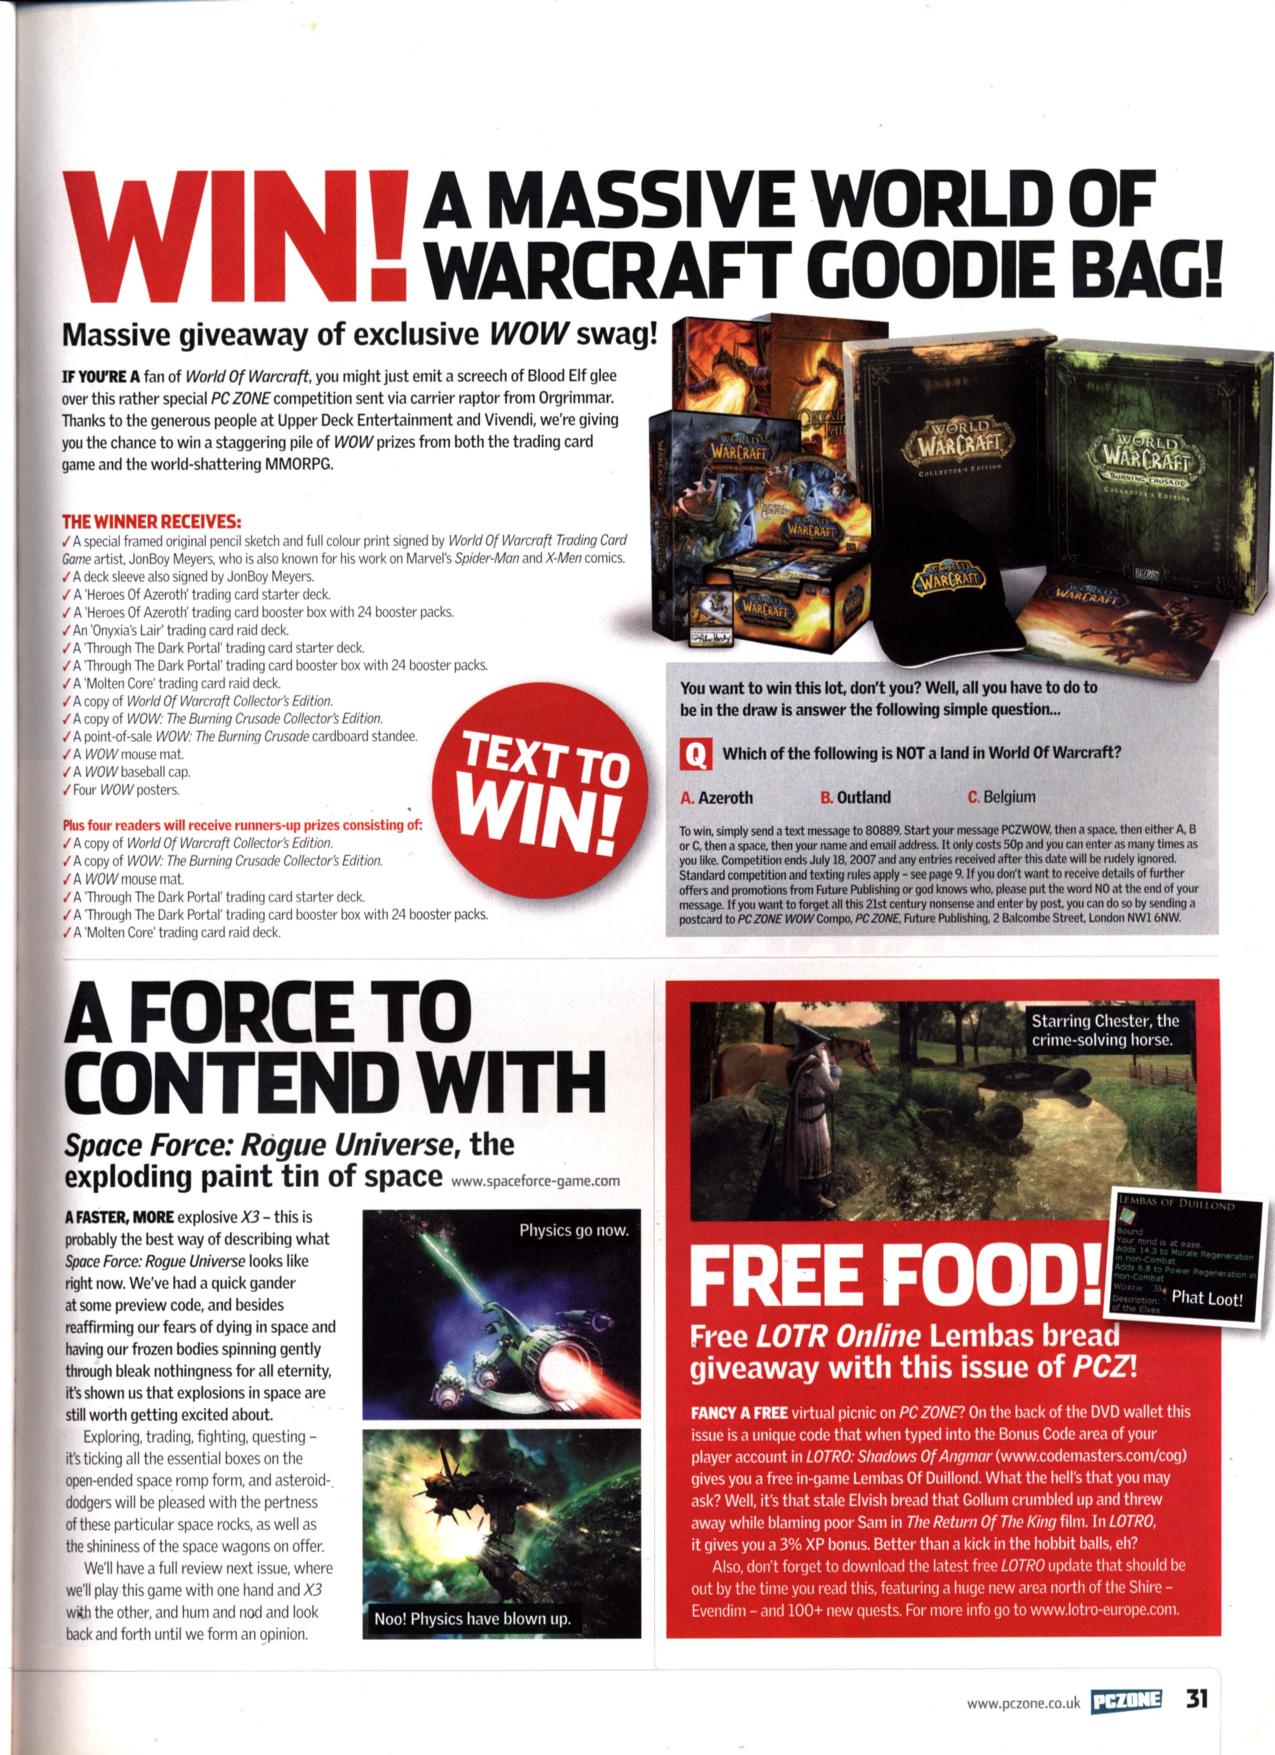 WIN! A MASSIVE WORLD OF
WARCRAFT GOODIE BAG!
Massive giveaway of exclusive WOW swag!
IF YOU'RE A fan of World Of Warcraft, you might just emit a screech of Blood Elf glee
over this rather special PC ZONE competition sent via carrier raptor from Orgrimmar.
Thanks to the generous people at Upper Deck Entertainment and Vivendi, we're giving
you the chance to win a staggering pile of WOW prizes from both the trading card
game and the world-shattering MMORPG.
THE WINNER RECEIVES:
✓ A special framed original pencil sketch and full colour print signed by World Of Warcraft Trading Card
Game artist, JonBoy Meyers, who is also known for his work on Marvel's Spider-Man and X-Men comics.
✓ A deck sleeve also signed by JonBoy Meyers.
✓ A 'Heroes Of Azeroth' trading card starter deck.
✓ A 'Heroes Of Azeroth' trading card booster box with 24 booster packs.
✓ An 'Onyxia's Lair' trading card raid deck.
✓ A 'Through The Dark Portal' trading card starter deck.
✓ A 'Through The Dark Portal' trading card booster box with 24 booster packs.
✓ A 'Molten Core' trading card raid deck.
✓ A copy of World Of Warcraft Collector's Edition.
✓ A copy of WOW: The Burning Crusade Collector's Edition.
✓ A point-of-sale WOW: The Burning Crusade cardboard standee.
✓ A WOW mouse mat.
✓ A WOW baseball cap.
✓ Four WOW posters.
Plus four readers will receive runners-up prizes consisting of:
✓ A copy of World Of Warcraft Collector's Edition.
✓ A copy of WOW: The Burning Crusade Collector's Edition.
✓ A WOW mouse mat.
✓ A 'Through The Dark Portal' trading card starter deck.
✓ A 'Through The Dark Portal' trading card booster box with 24 booster packs.
✓ A 'Molten Core' trading card raid deck.
TEXT TO
WIN!
WORLD
WARCRAFT
WORLD
WARCRAFT
COLLECTOR'S EDITION
WORLD
WARCRAFT
BURNING CRUSADE
COLLECTOR'S EDITION
WARCRAFT
WARCRAFT
WARCRAFT
WARCRAFT
You want to win this lot, don't you? Well, all you have to do to
be in the draw is answer the following simple question...
Q Which of the following is NOT a land in World Of Warcraft?
A. Azeroth B. Outland C. Belgium
To win, simply send a text message to 80889. Start your message PCZWOW, then a space, then either A, B
or C, then a space, then your name and email address. It only costs 50p and you can enter as many times as
you like. Competition ends July 18, 2007 and any entries received after this date will be rudely ignored.
Standard competition and texting rules apply – see page 9. If you don't want to receive details of further
offers and promotions from Future Publishing or god knows who, please put the word NO at the end of your
message. If you want to forget all this 21st century nonsense and enter by post, you can do so by sending a
postcard to PC ZONE WOW Compo, PC ZONE, Future Publishing, 2 Balcombe Street, London NW1 6NW.
A FORCE TO
CONTEND WITH
Space Force: Rogue Universe, the
exploding paint tin of space www.spaceforce-game.com
A FASTER, MORE explosive X3 – this is
probably the best way of describing what
Space Force: Rogue Universe looks like
right now. We've had a quick gander
at some preview code, and besides
reaffirming our fears of dying in space and
having our frozen bodies spinning gently
through bleak nothingness for all eternity,
it's shown us that explosions in space are
still worth getting excited about.
Exploring, trading, fighting, questing –
it's ticking all the essential boxes on the
open-ended space romp form, and asteroid-
dodgers will be pleased with the pertness
of these particular space rocks, as well as
the shininess of the space wagons on offer.
We'll have a full review next issue, where
we'll play this game with one hand and X3
with the other, and hum and nod and look
back and forth until we form an opinion.
Physics go now.
Noo! Physics have blown up.
Starring Chester, the
crime-solving horse.
LEMBAS OF DUILLOND
Bound
Your mind is at ease.
Adds 14.3 to Morale Regeneration
in non-Combat
Adds 6.8 to Power Regeneration in
non-Combat
WORTH: 33
Description:
of the Elves.
Phat Loot!
FREE FOOD!
Free LOTR Online Lembas bread
giveaway with this issue of PCZ!
FANCY A FREE virtual picnic on PC ZONE? On the back of the DVD wallet this
issue is a unique code that when typed into the Bonus Code area of your
player account in LOTRO: Shadows Of Angmar (www.codemasters.com/cog)
gives you a free in-game Lembas Of Duillond. What the hell's that you may
ask? Well, it's that stale Elvish bread that Gollum crumbled up and threw
away while blaming poor Sam in The Return Of The King film. In LOTRO,
it gives you a 3% XP bonus. Better than a kick in the hobbit balls, eh?
Also, don't forget to download the latest free LOTRO update that should be
out by the time you read this, featuring a huge new area north of the Shire –
Evendim – and 100+ new quests. For more info go to www.lotro-europe.com.
www.pczone.co.uk PCZONE 31